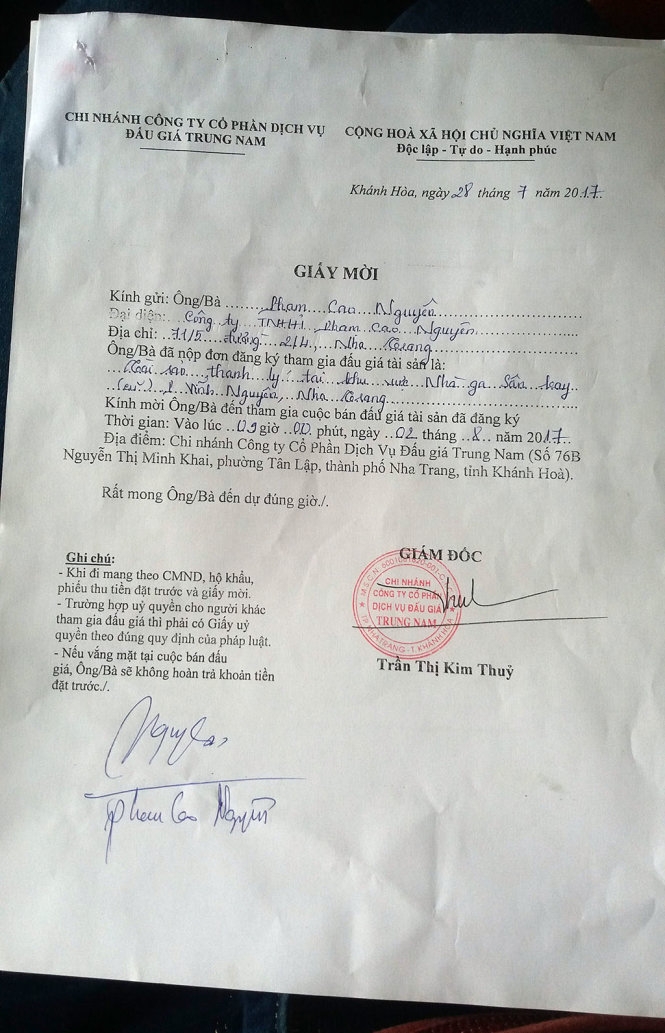 CHI NHÁNH CÔNG TY CỔ PHẦN DỊCH VỤ
ĐẤU GIÁ TRUNG NAM
CỘNG HOÀ XÃ HỘI CHỦ NGHĨA VIỆT NAM
Độc lập - Tự do - Hạnh phúc
Khánh Hòa, ngày 28 tháng 7 năm 2017
GIẤY MỜI
Kính gửi: Ông/Bà Phạm Cao Nguyên
Đại diện: Công ty TNHH Phạm Cao Nguyên
Địa chỉ: 11/5 đường 2/4, Nha Trang
Ông/Bà đã nộp đơn đăng ký tham gia đấu giá tài sản là:
thanh lý tại khu vực Nhà ga Sân bay
Vĩnh Nguyên, Nha Trang
Kính mời Ông/Bà đến tham gia cuộc bán đấu giá tài sản đã đăng ký
Thời gian: Vào lúc 09 giờ 00 phút, ngày 02 tháng 8 năm 2017
Địa điểm: Chi nhánh Công ty Cổ Phần Dịch Vụ Đấu giá Trung Nam (Số 76B
Nguyễn Thị Minh Khai, phường Tân Lập, thành phố Nha Trang, tỉnh Khánh Hoà).
Rất mong Ông/Bà đến dự đúng giờ./.
Ghi chú:
- Khi đi mang theo CMND, hộ khẩu,
phiếu thu tiền đặt trước và giấy mời.
- Trường hợp uỷ quyền cho người khác
tham gia đấu giá thì phải có Giấy uỷ
quyền theo đúng quy định của pháp luật.
- Nếu vắng mặt tại cuộc bán đấu
giá, Ông/Bà sẽ không hoàn trả khoản tiền
đặt trước./.
GIÁM ĐỐC
CHI NHÁNH
CÔNG TY CỔ PHẦN
DỊCH VỤ ĐẤU GIÁ
TRUNG NAM
TP. NHA TRANG - T. KHÁNH HÒA
Trần Thị Kim Thuỷ
Phạm Cao Nguyên